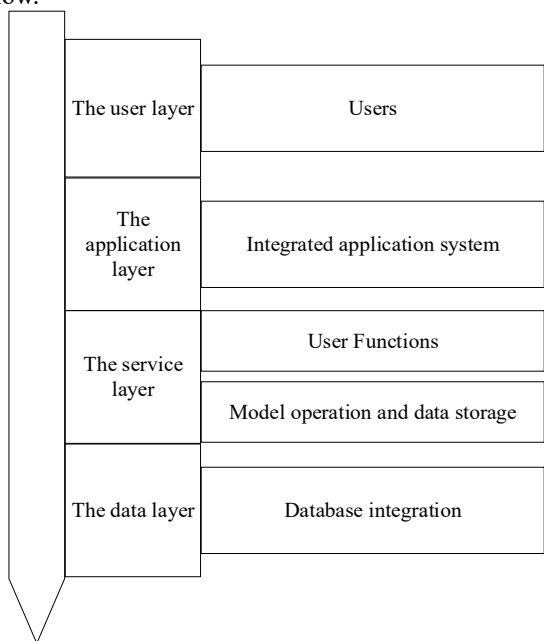 The user layer
Users
The
application
layer
Integrated application system
The service
layer
User Functions
Model operation and data storage
The data layer
Database integration